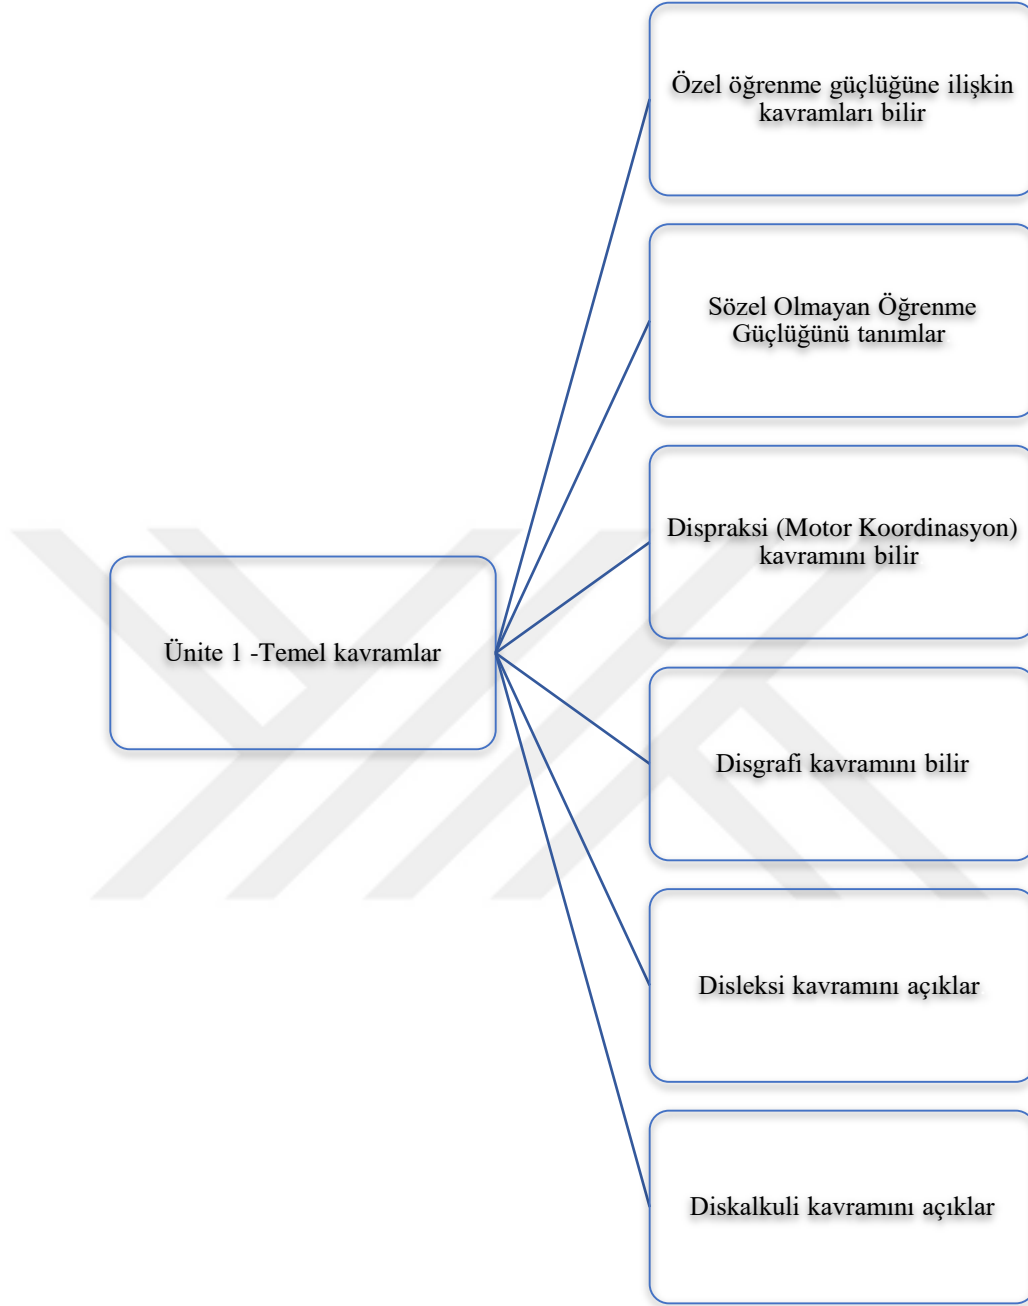 Özel öğrenme güçlüğüne ilişkin
kavramları bilir
Sözel Olmayan Öğrenme
Güçlüğünü tanımlar
Dispraksi (Motor Koordinasyon)
kavramını bilir
Ünite 1 -Temel kavramlar
Disgrafi kavramını bilir
Disleksi kavramını açıklar
Diskalkuli kavramını açıklar